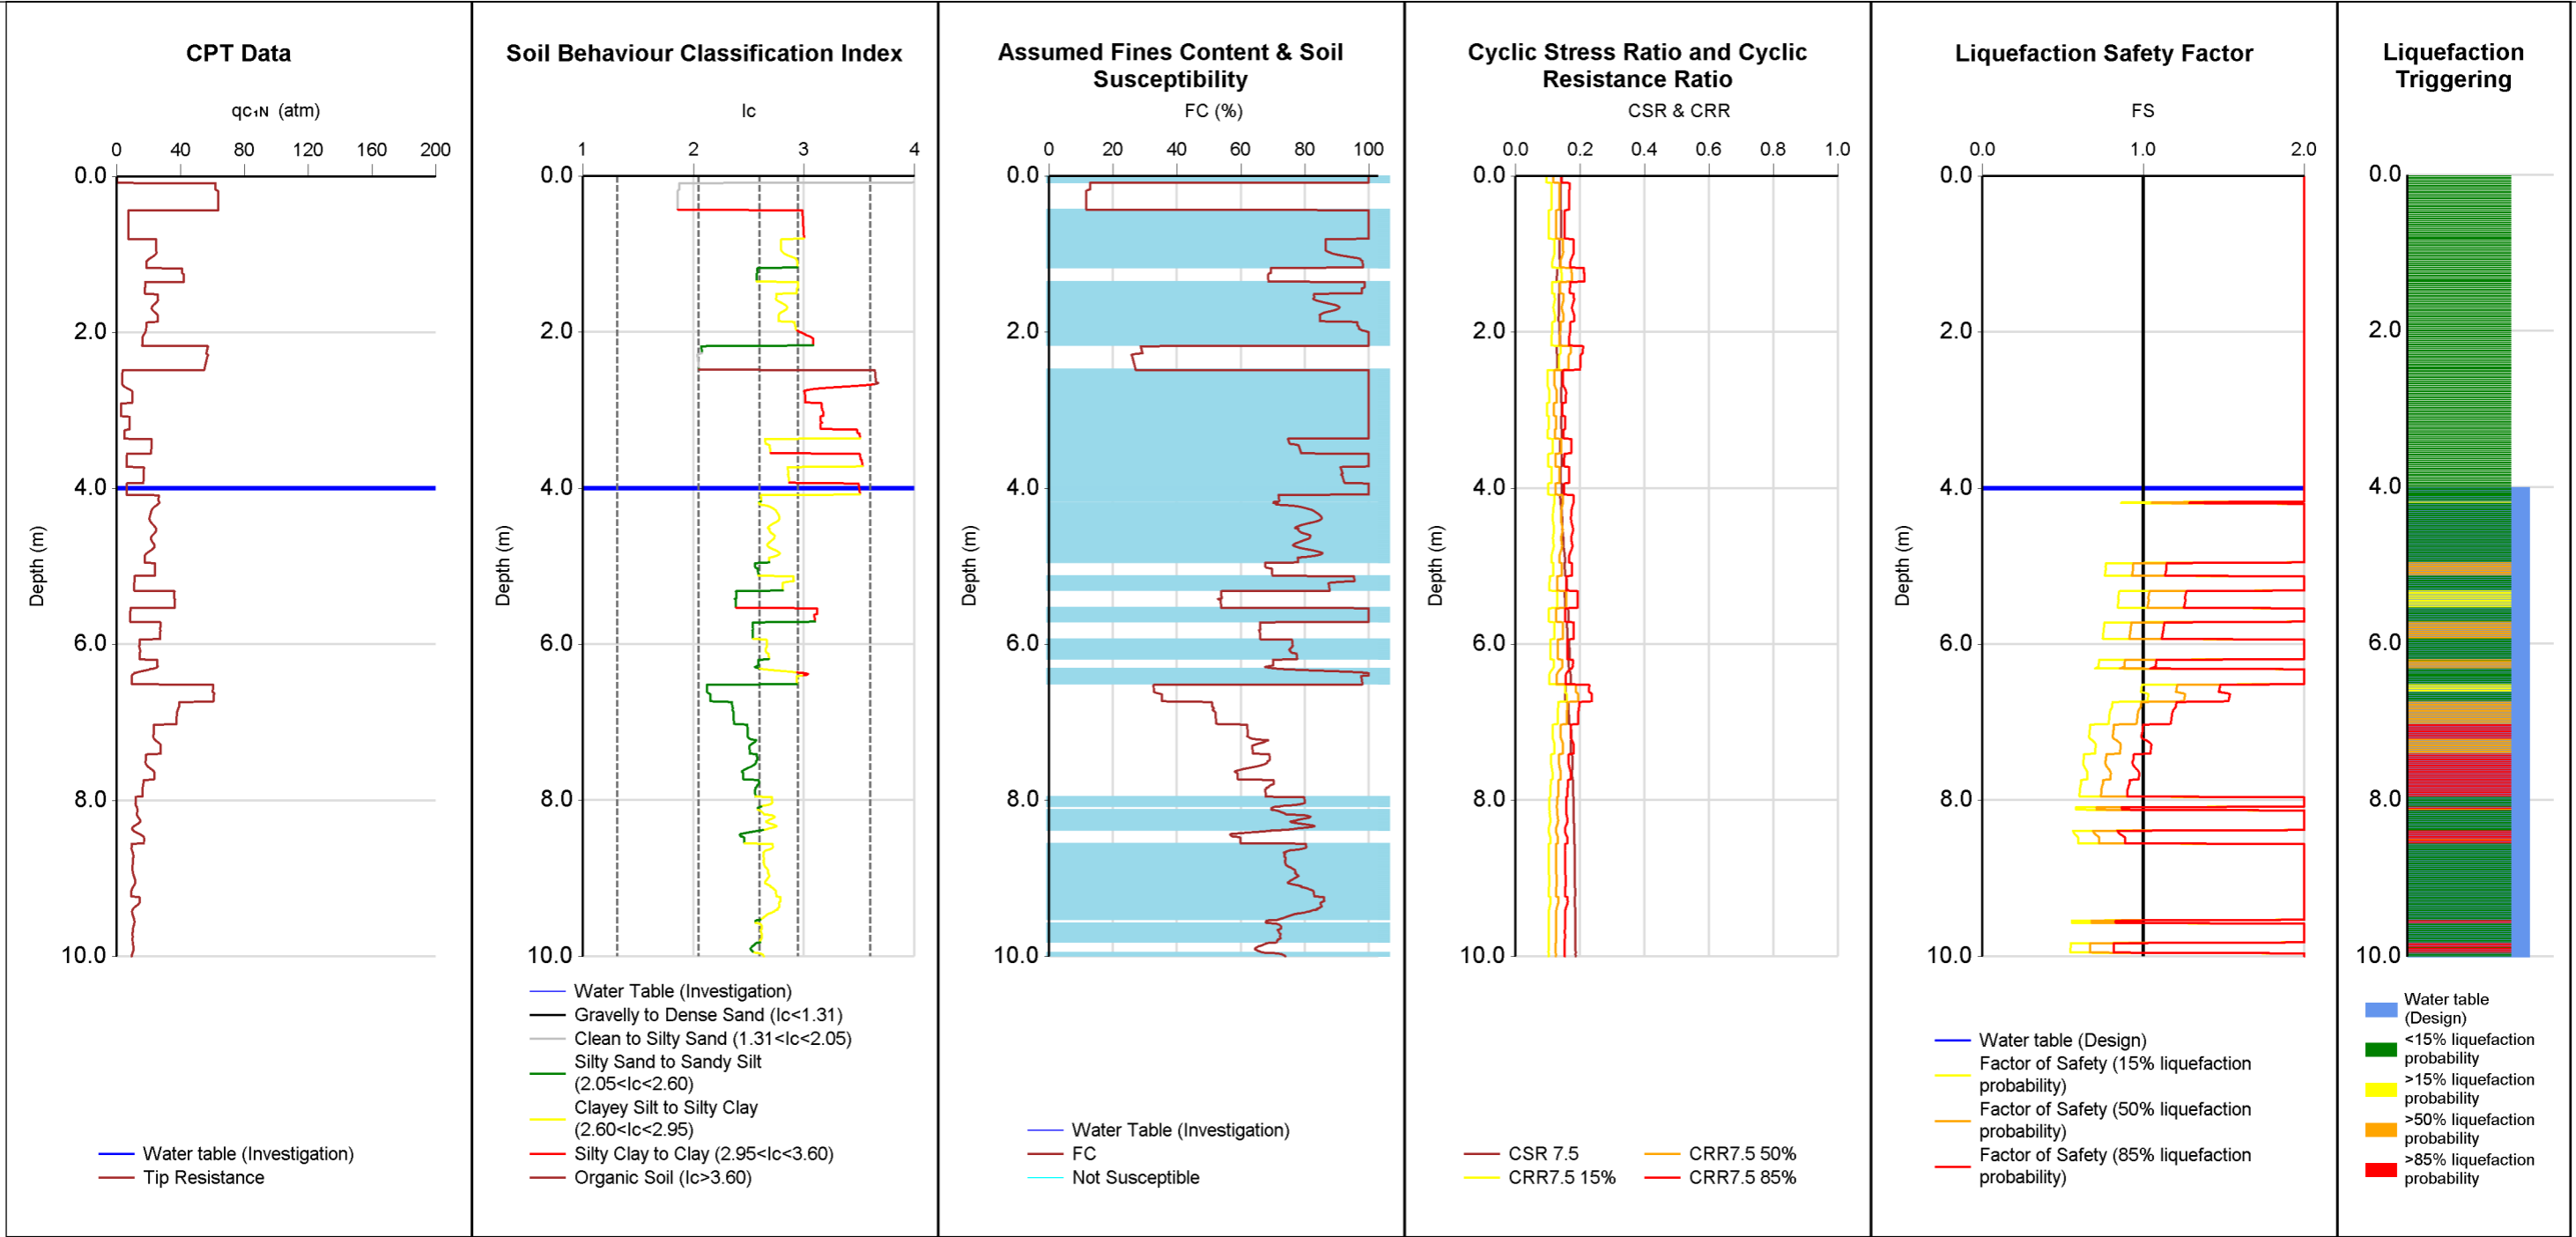 CPT Data
qc₁ₙ (atm)
0 40 80 120 160 200
0.0
2.0
4.0
6.0
8.0
10.0
Depth (m)
Water table (Investigation)
Tip Resistance
Soil Behaviour Classification Index
Ic
1 2 3 4
0.0
2.0
4.0
6.0
8.0
10.0
Depth (m)
Water Table (Investigation)
Gravelly to Dense Sand (Ic<1.31)
Clean to Silty Sand (1.31<Ic<2.05)
Silty Sand to Sandy Silt
(2.05<Ic<2.60)
Clayey Silt to Silty Clay
(2.60<Ic<2.95)
Silty Clay to Clay (2.95<Ic<3.60)
Organic Soil (Ic>3.60)
Assumed Fines Content & Soil
Susceptibility
FC (%)
0 20 40 60 80 100
0.0
2.0
4.0
6.0
8.0
10.0
Depth (m)
Water Table (Investigation)
FC
Not Susceptible
Cyclic Stress Ratio and Cyclic
Resistance Ratio
CSR & CRR
0.0 0.2 0.4 0.6 0.8 1.0
0.0
2.0
4.0
6.0
8.0
10.0
Depth (m)
CSR 7.5 CRR7.5 50%
CRR7.5 15% CRR7.5 85%
Liquefaction Safety Factor
FS
0.0 1.0 2.0
0.0
2.0
4.0
6.0
8.0
10.0
Depth (m)
Water table (Design)
Factor of Safety (15% liquefaction
probability)
Factor of Safety (50% liquefaction
probability)
Factor of Safety (85% liquefaction
probability)
Liquefaction
Triggering
0.0
2.0
4.0
6.0
8.0
10.0
Water table
(Design)
<15% liquefaction
probability
>15% liquefaction
probability
>50% liquefaction
probability
>85% liquefaction
probability